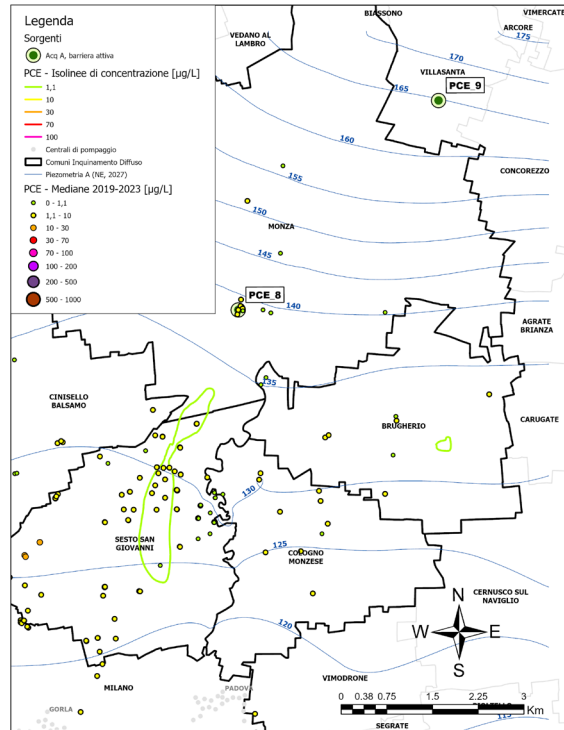 Legenda
Sorgenti
Acq A, barriera attiva
PCE - Isolinee di concentrazione [µg/L]
1,1
10
30
70
100
Centrali di pompaggio
Comuni Inquinamento Diffuso
Piezometria A (NE, 2027)
PCE - Mediane 2019-2023 [µg/L]
0 - 1,1
1,1 - 10
10 - 30
30 - 70
70 - 100
100 - 200
200 - 500
500 - 1000
BIASSONO
VIMERCATE
ARCORE
175
VEDANO AL
LAMBRO
170
VILLASANTA
165
PCE_9
160
CONCOREZZO
155
150
MONZA
145
PCE_8
140
AGRATE
BRIANZA
135
CINISELLO
BALSAMO
BRUGHERIO
CARUGATE
130
SESTO SAN
GIOVANNI
125
COLOGNO
MONZESE
CERNUSCO SUL
NAVIGLIO
120
N
W E
S
VIMODRONE
MILANO
PADOVA
GORLA
0 0.38 0.75 1.5 2.25 3
Km
115
SEGRATE